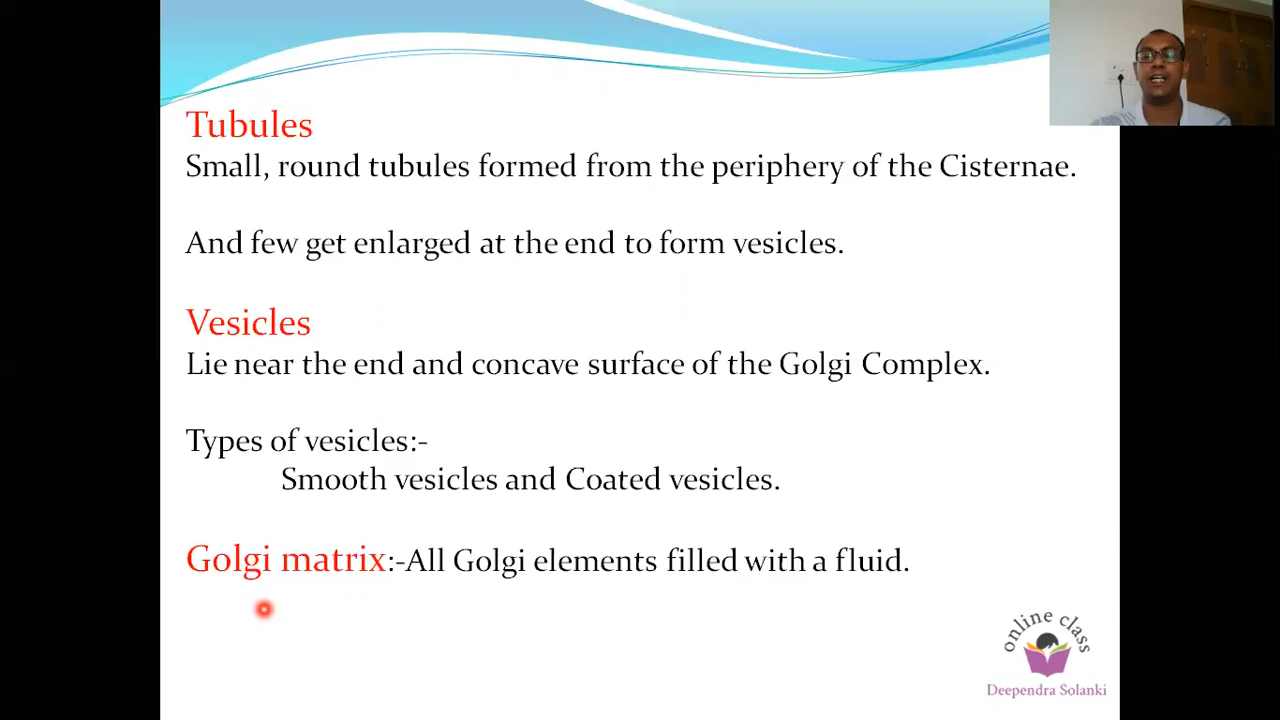 Tubules
Small, round tubules formed from the periphery of the Cisternae.
And few get enlarged at the end to form vesicles.
Vesicles
Lie near the end and concave surface of the Golgi Complex.
Types of vesicles:-
Smooth vesicles and Coated vesicles.
Golgi matrix:-All Golgi elements filled with a fluid.
online class
Deependra Solanki